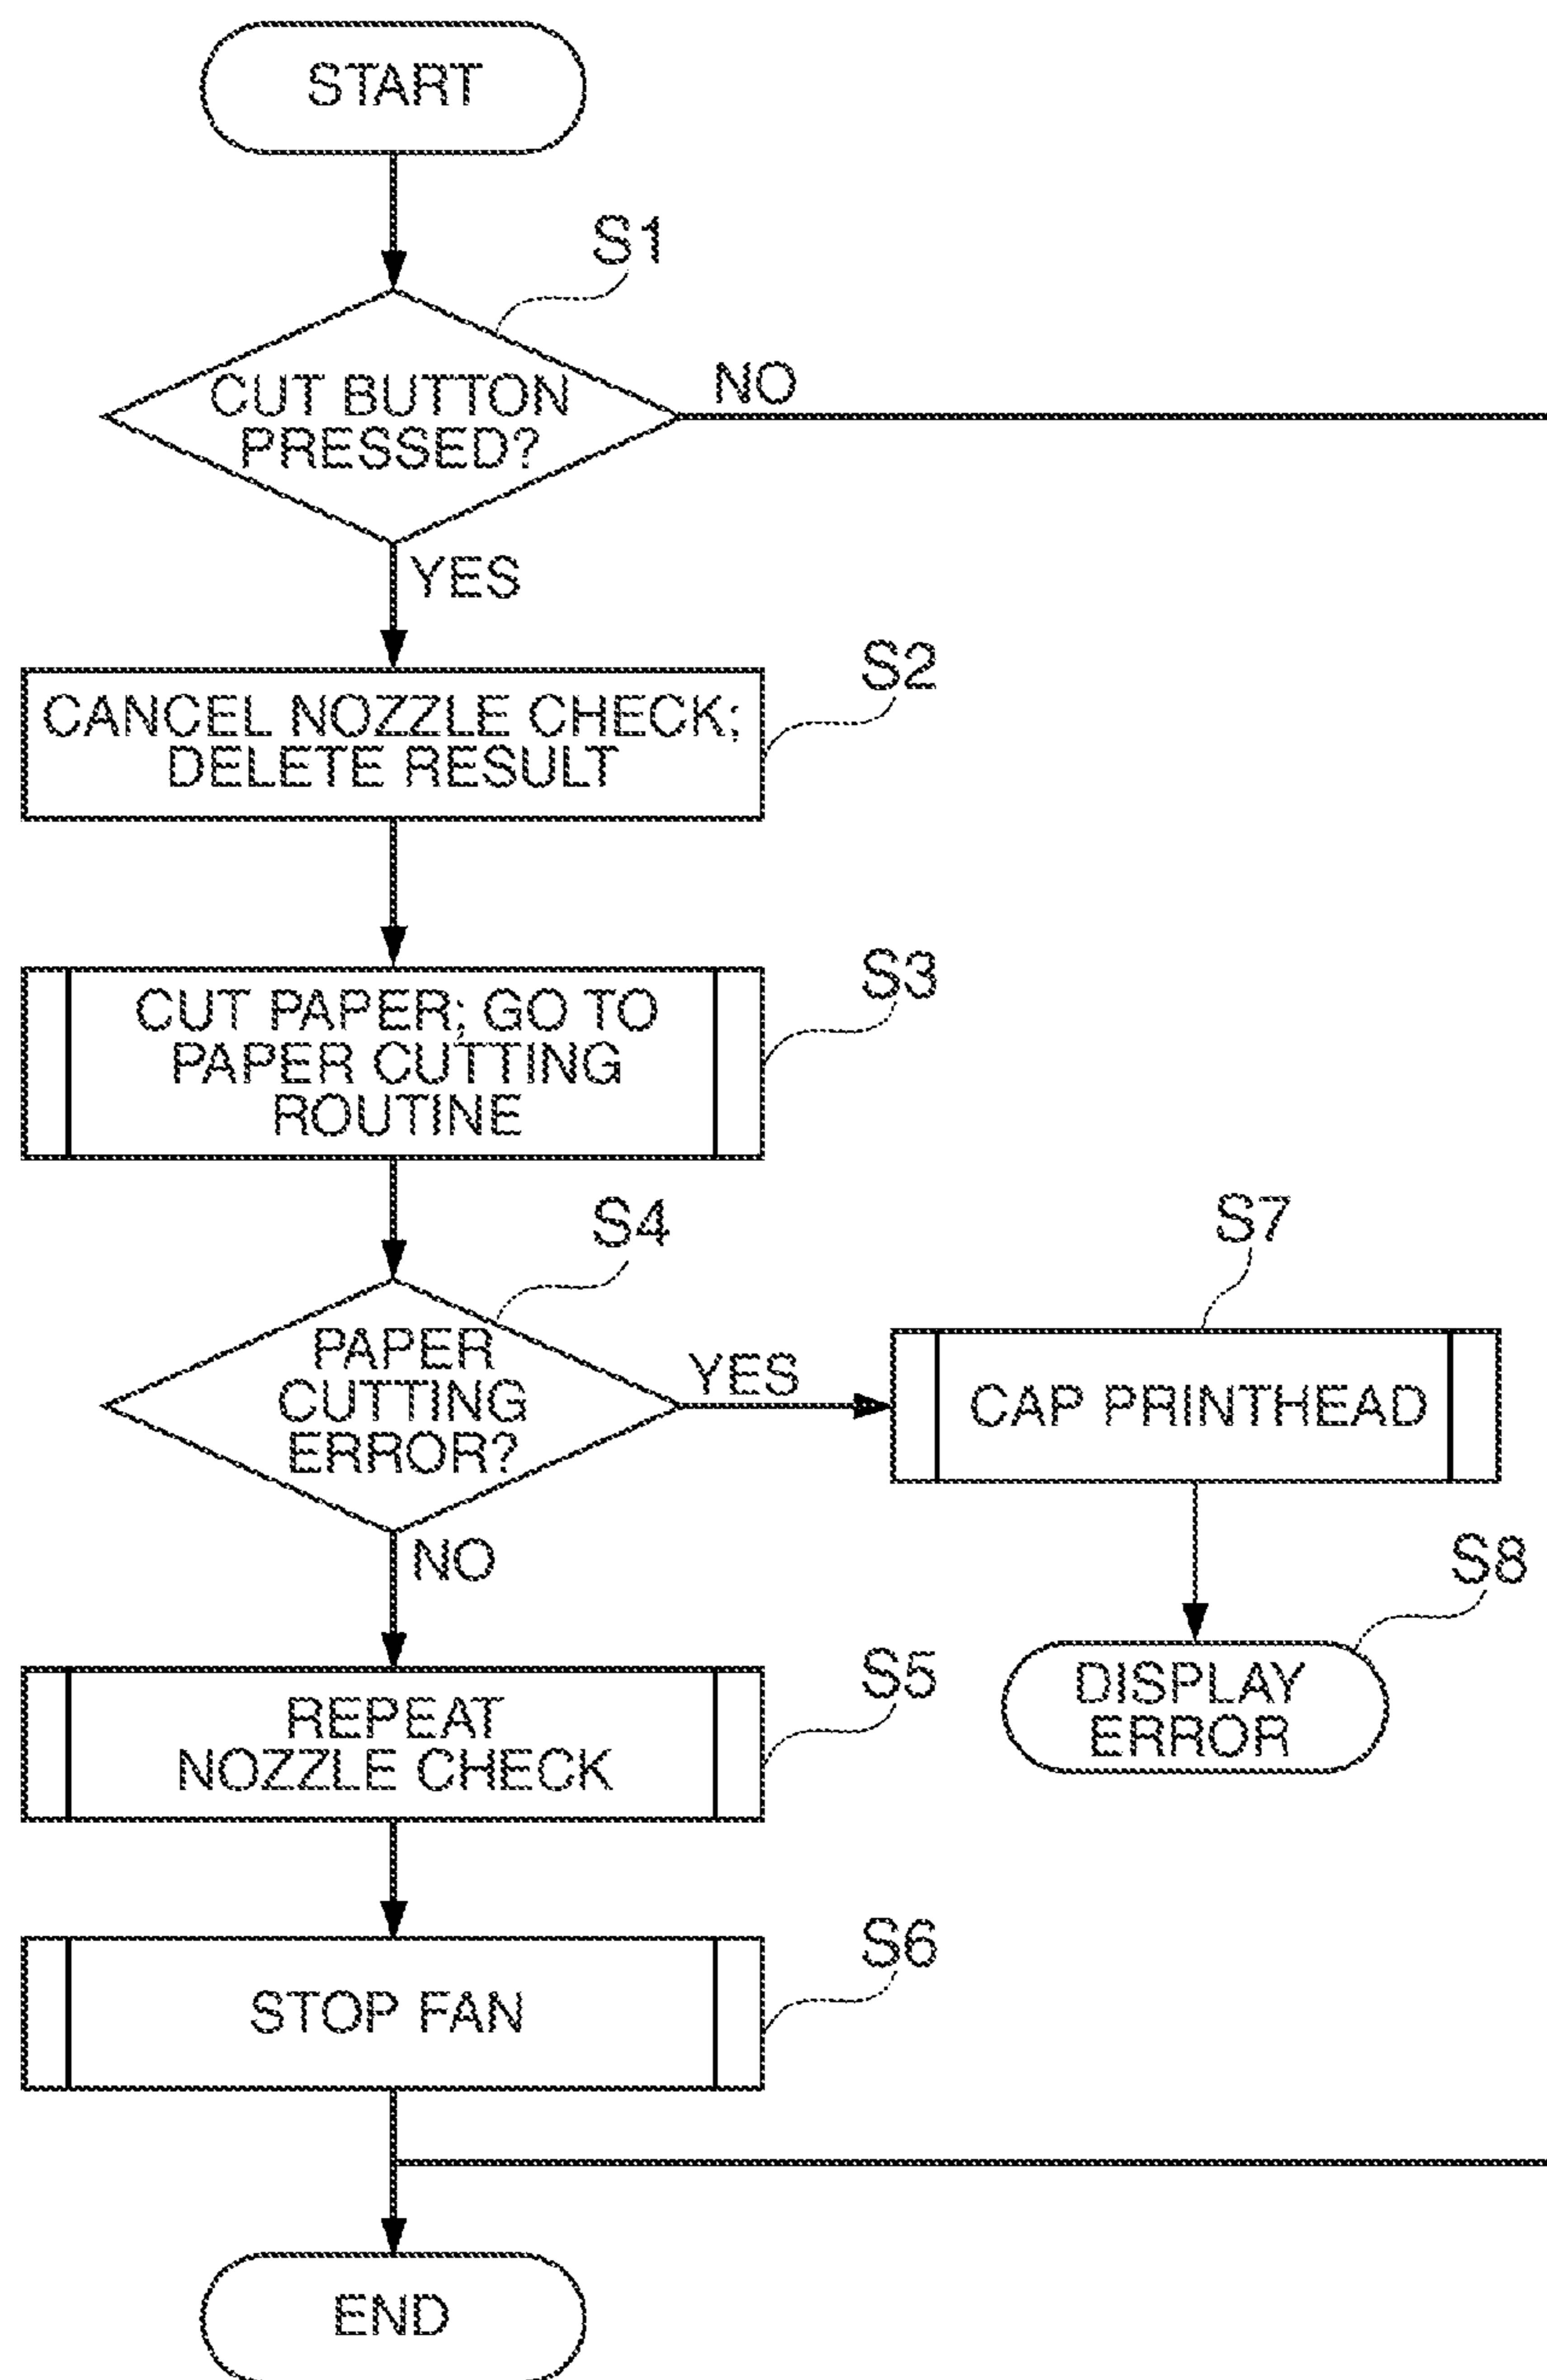 START
S1
CUT BUTTON
PRESSED?
NO
YES
S2
CANCEL NOZZLE CHECK;
DELETE RESULT
S3
CUT PAPER; GO TO
PAPER CUTTING
ROUTINE
S4
PAPER
CUTTING
ERROR?
YES
S7
CAP PRINTHEAD
NO
S8
DISPLAY
ERROR
S5
REPEAT
NOZZLE CHECK
S6
STOP FAN
END